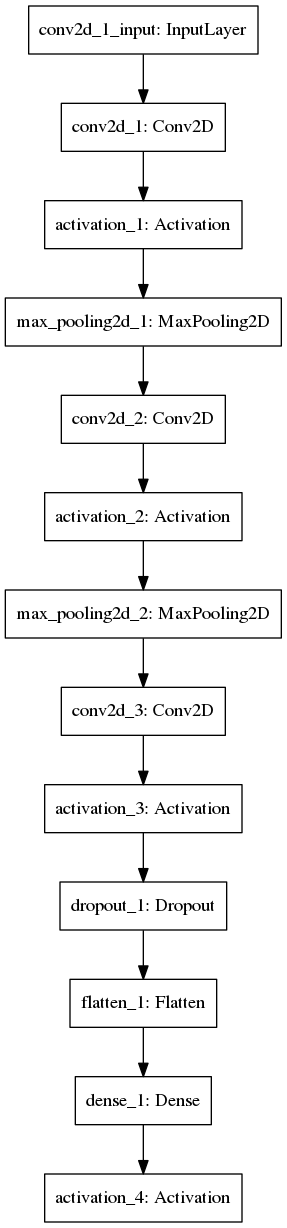 conv2d_1_input: InputLayer
conv2d_1: Conv2D
activation_1: Activation
max_pooling2d_1: MaxPooling2D
conv2d_2: Conv2D
activation_2: Activation
max_pooling2d_2: MaxPooling2D
conv2d_3: Conv2D
activation_3: Activation
dropout_1: Dropout
flatten_1: Flatten
dense_1: Dense
activation_4: Activation